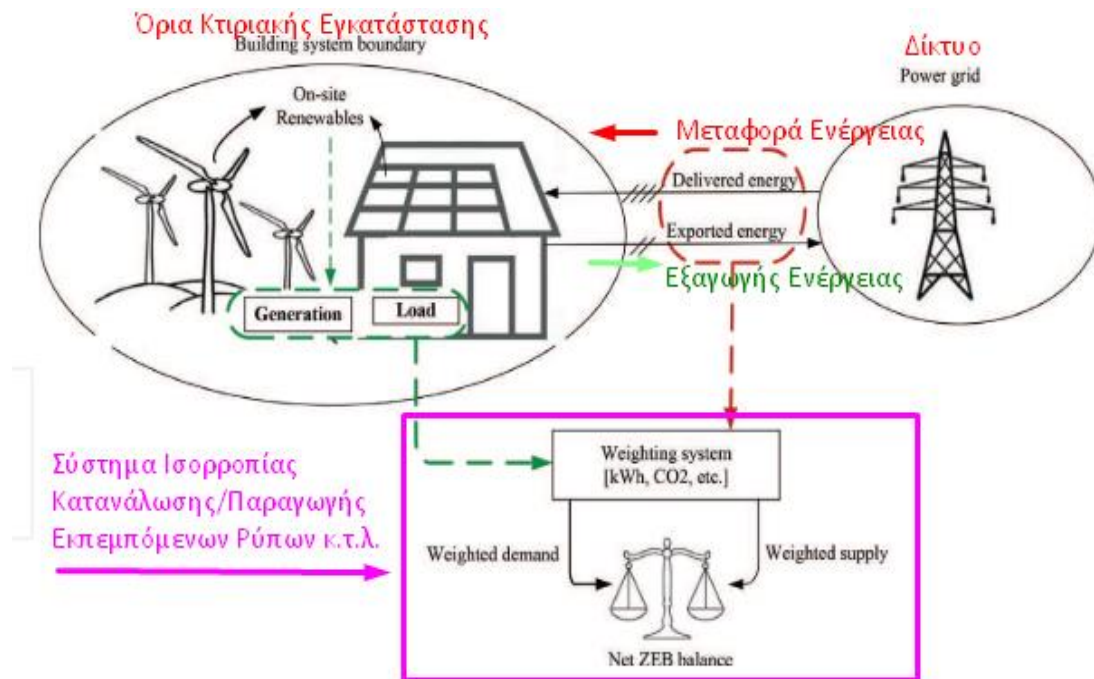 Όρια Κτιριακής Εγκατάστασης
Building system boundary
Δίκτυο
Power grid
On-site
Renewables
Μεταφορά Ενέργειας
Delivered energy
Exported energy
Εξαγωγής Ενέργειας
Generation
Load
Σύστημα Ισορροπίας
Κατανάλωσης/Παραγωγής
Εκπεμπόμενων Ρύπων κ.τ.λ.
Weighting system
[kWh, CO2, etc.]
Weighted demand
Weighted supply
Net ZEB balance